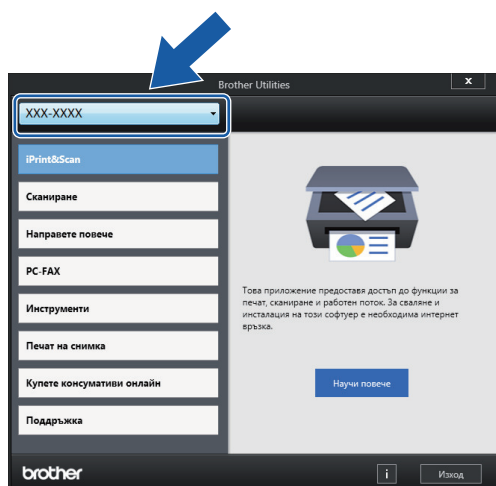 Brother Utilities
x
XXX-XXXX
iPrint&Scan
Сканиране
Направете повече
PC-FAX
Инструменти
Печат на снимка
Купете консумативи онлайн
Поддръжка
Това приложение предоставя достъп до функции за
печат, сканиране и работен поток. За сваляне и
инсталация на този софтуер е необходима интернет
връзка.
Научи повече
brother
i
Изход